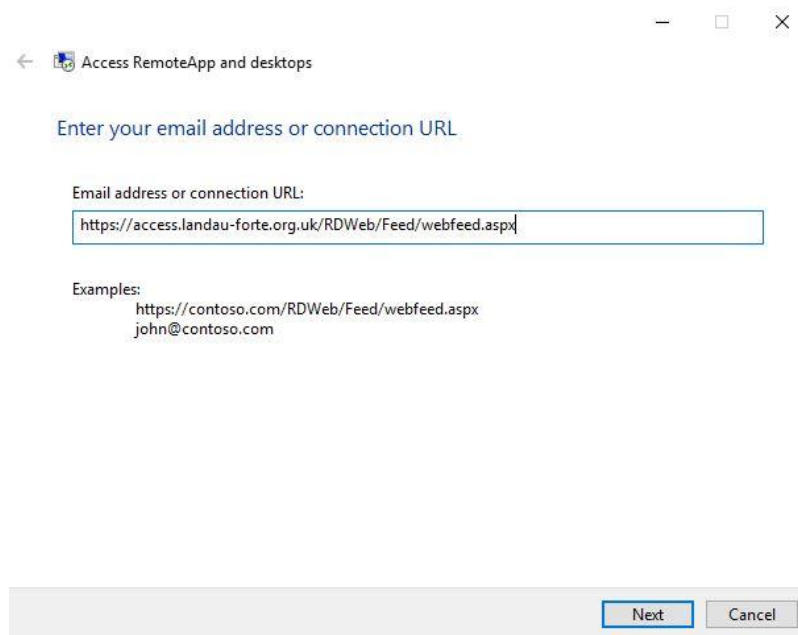 Access RemoteApp and desktops
Enter your email address or connection URL
Email address or connection URL:
https://access.landau-forte.org.uk/RDWeb/Feed/webfeed.aspx
Examples:
https://contoso.com/RDWeb/Feed/webfeed.aspx
john@contoso.com
Next Cancel